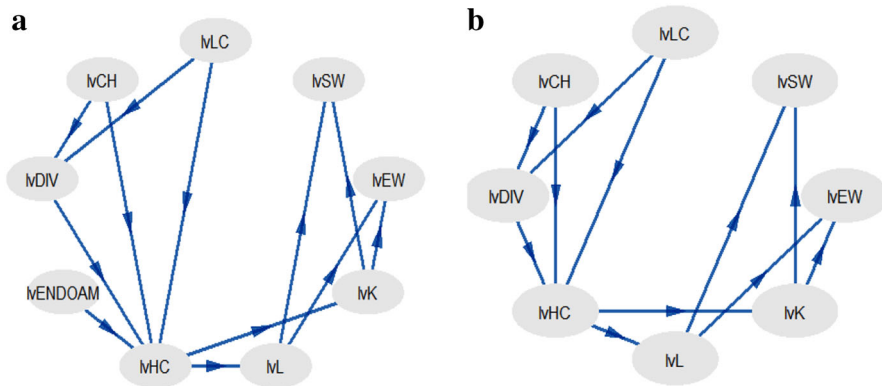 a
lvLC
lvCH
lvSW
lvDIV
lvEW
lvENDOAM
lvK
lvHC
lvL
b
lvLC
lvCH
lvSW
lvDIV
lvEW
lvHC
lvK
lvL